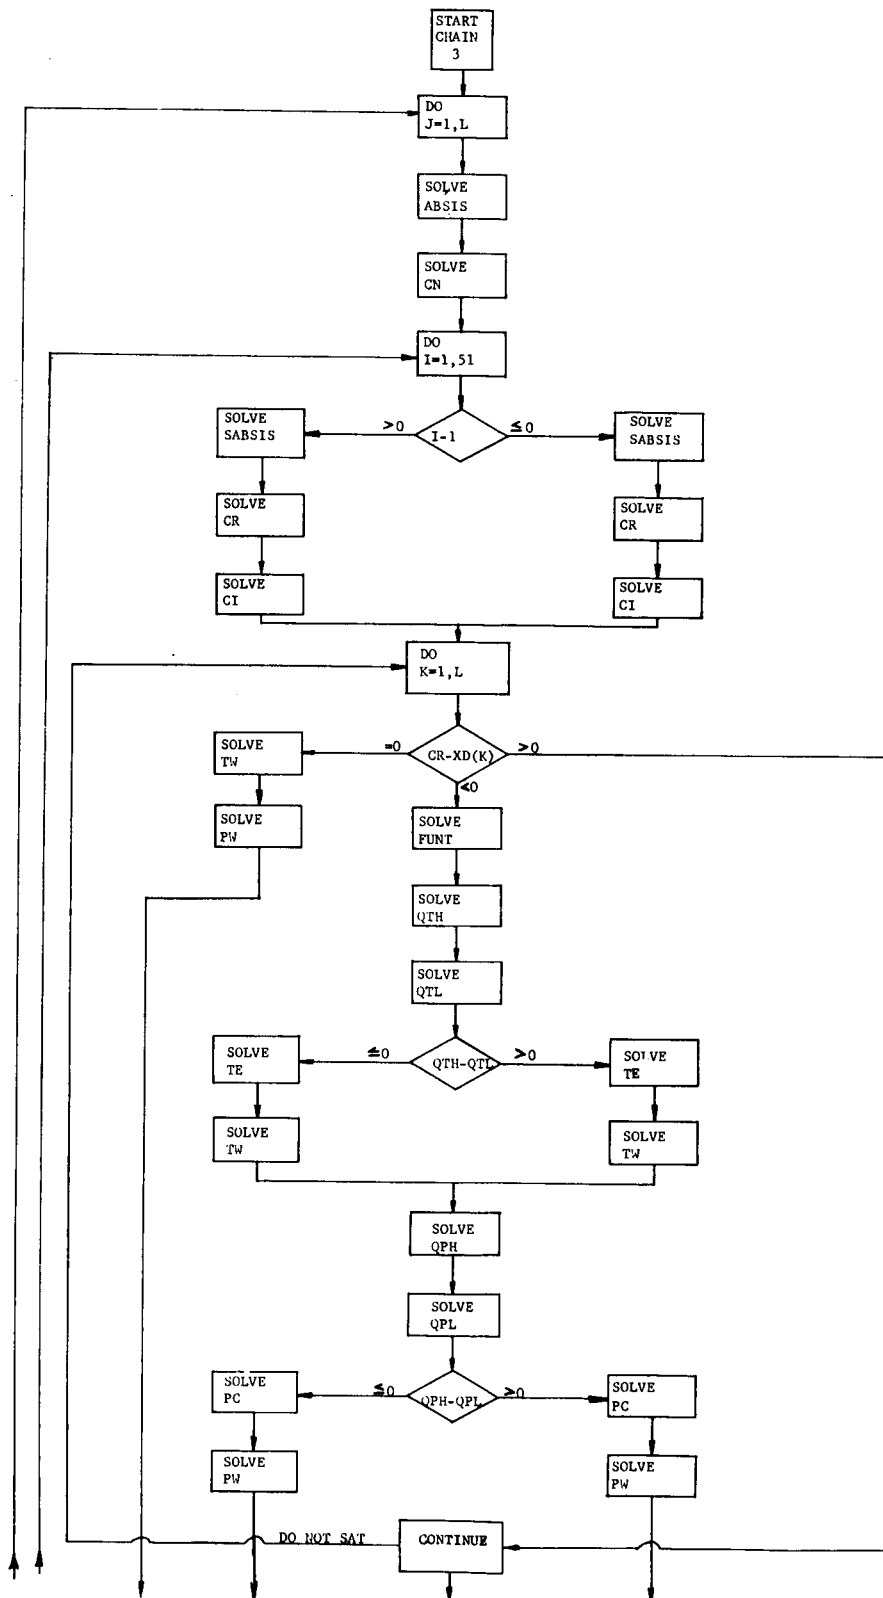 START
CHAIN
3
DO
J=1,L
SOLVE
ABSIS
SOLVE
CN
DO
I=1,51
>0
I-1
≤0
SOLVE
SABSIS
SOLVE
SABSIS
SOLVE
CR
SOLVE
CR
SOLVE
CI
SOLVE
CI
DO
K=1,L
=0
CR-XD(K)
>0
<0
SOLVE
TW
SOLVE
PW
SOLVE
FUNT
SOLVE
QTH
SOLVE
QTL
≤0
QTH-QTL
>0
SOLVE
TE
SOLVE
TE
SOLVE
TW
SOLVE
TW
SOLVE
QPH
SOLVE
QPL
≤0
QPH-QPL
>0
SOLVE
PC
SOLVE
PC
SOLVE
PW
SOLVE
PW
DO NOT SAT
CONTINUE